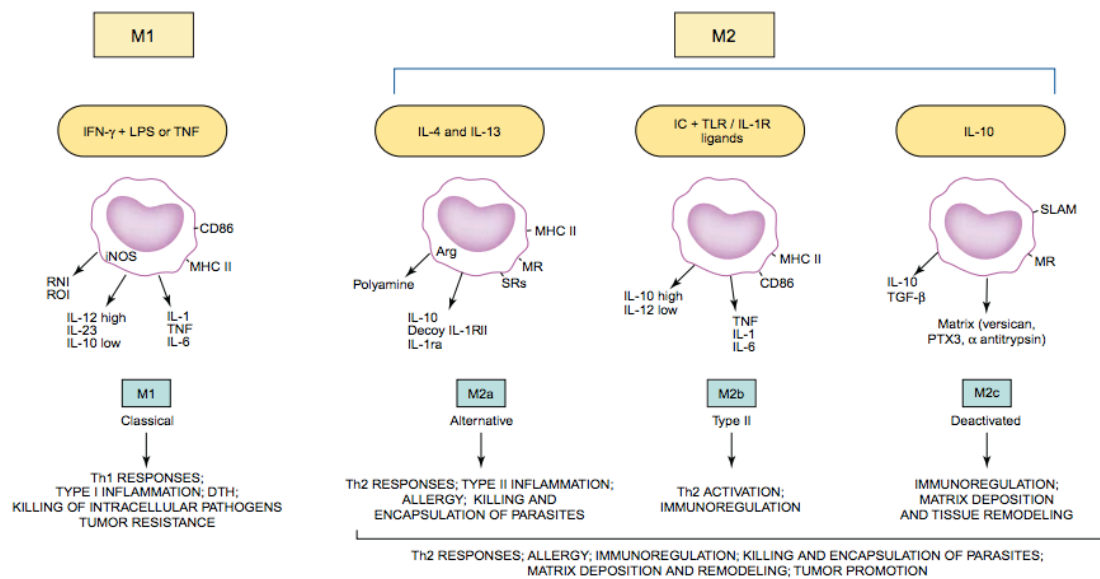 M1
M2
IFN-γ + LPS or TNF
IL-4 and IL-13
IC + TLR / IL-1R
ligands
IL-10
CD86
iNOS
MHC II
RNI
ROI
IL-12 high
IL-23
IL-10 low
IL-1
TNF
IL-6
MHC II
Arg
MR
SRs
Polyamine
IL-10
Decoy IL-1RII
IL-1ra
MHC II
CD86
IL-10 high
IL-12 low
TNF
IL-1
IL-6
SLAM
MR
IL-10
TGF-β
Matrix (versican,
PTX3, α antitrypsin)
M1
Classical
M2a
Alternative
M2b
Type II
M2c
Deactivated
Th1 RESPONSES;
TYPE I INFLAMMATION; DTH;
KILLING OF INTRACELLULAR PATHOGENS
TUMOR RESISTANCE
Th2 RESPONSES; TYPE II INFLAMMATION;
ALLERGY; KILLING AND
ENCAPSULATION OF PARASITES
Th2 ACTIVATION;
IMMUNOREGULATION
IMMUNOREGULATION;
MATRIX DEPOSITION
AND TISSUE REMODELING
Th2 RESPONSES; ALLERGY; IMMUNOREGULATION; KILLING AND ENCAPSULATION OF PARASITES;
MATRIX DEPOSITION AND REMODELING; TUMOR PROMOTION